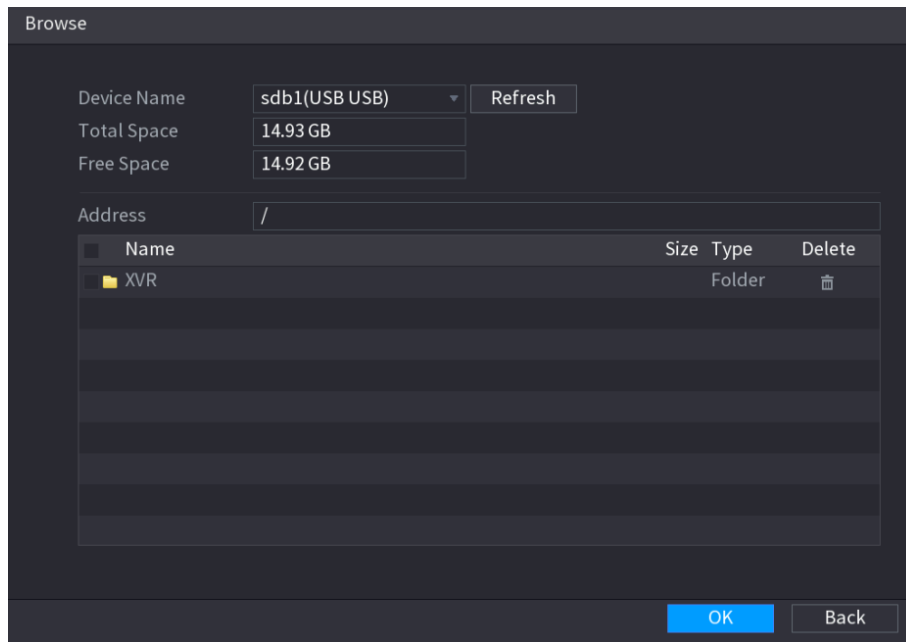 Browse
Device Name sdb1(USB USB) Refresh
Total Space 14.93 GB
Free Space 14.92 GB
Address /
Name Size Type Delete
XVR Folder
OK Back